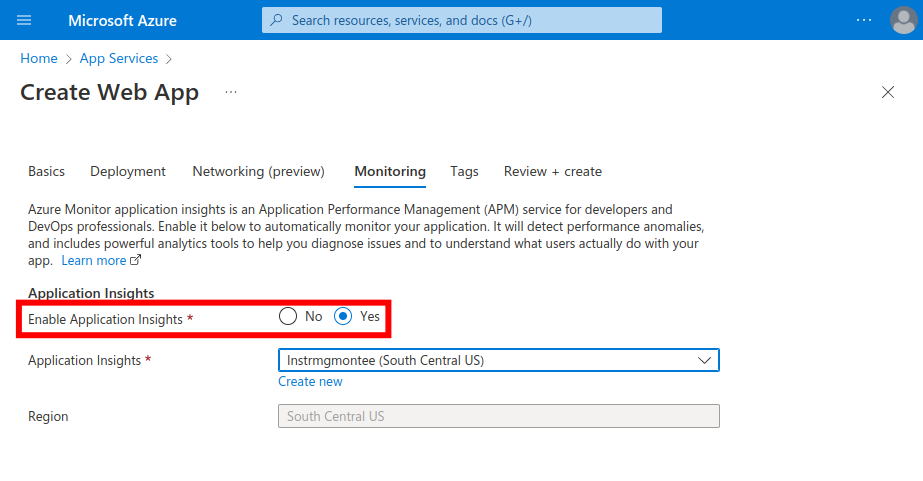 Microsoft Azure
Search resources, services, and docs (G+/)
Home > App Services >
Create Web App ...
Basics Deployment Networking (preview) Monitoring Tags Review + create
Azure Monitor application insights is an Application Performance Management (APM) service for developers and
DevOps professionals. Enable it below to automatically monitor your application. It will detect performance anomalies,
and includes powerful analytics tools to help you diagnose issues and to understand what users actually do with your
app. Learn more
Application Insights
Enable Application Insights * No Yes
Application Insights * Instrmgmontee (South Central US)
Create new
Region South Central US